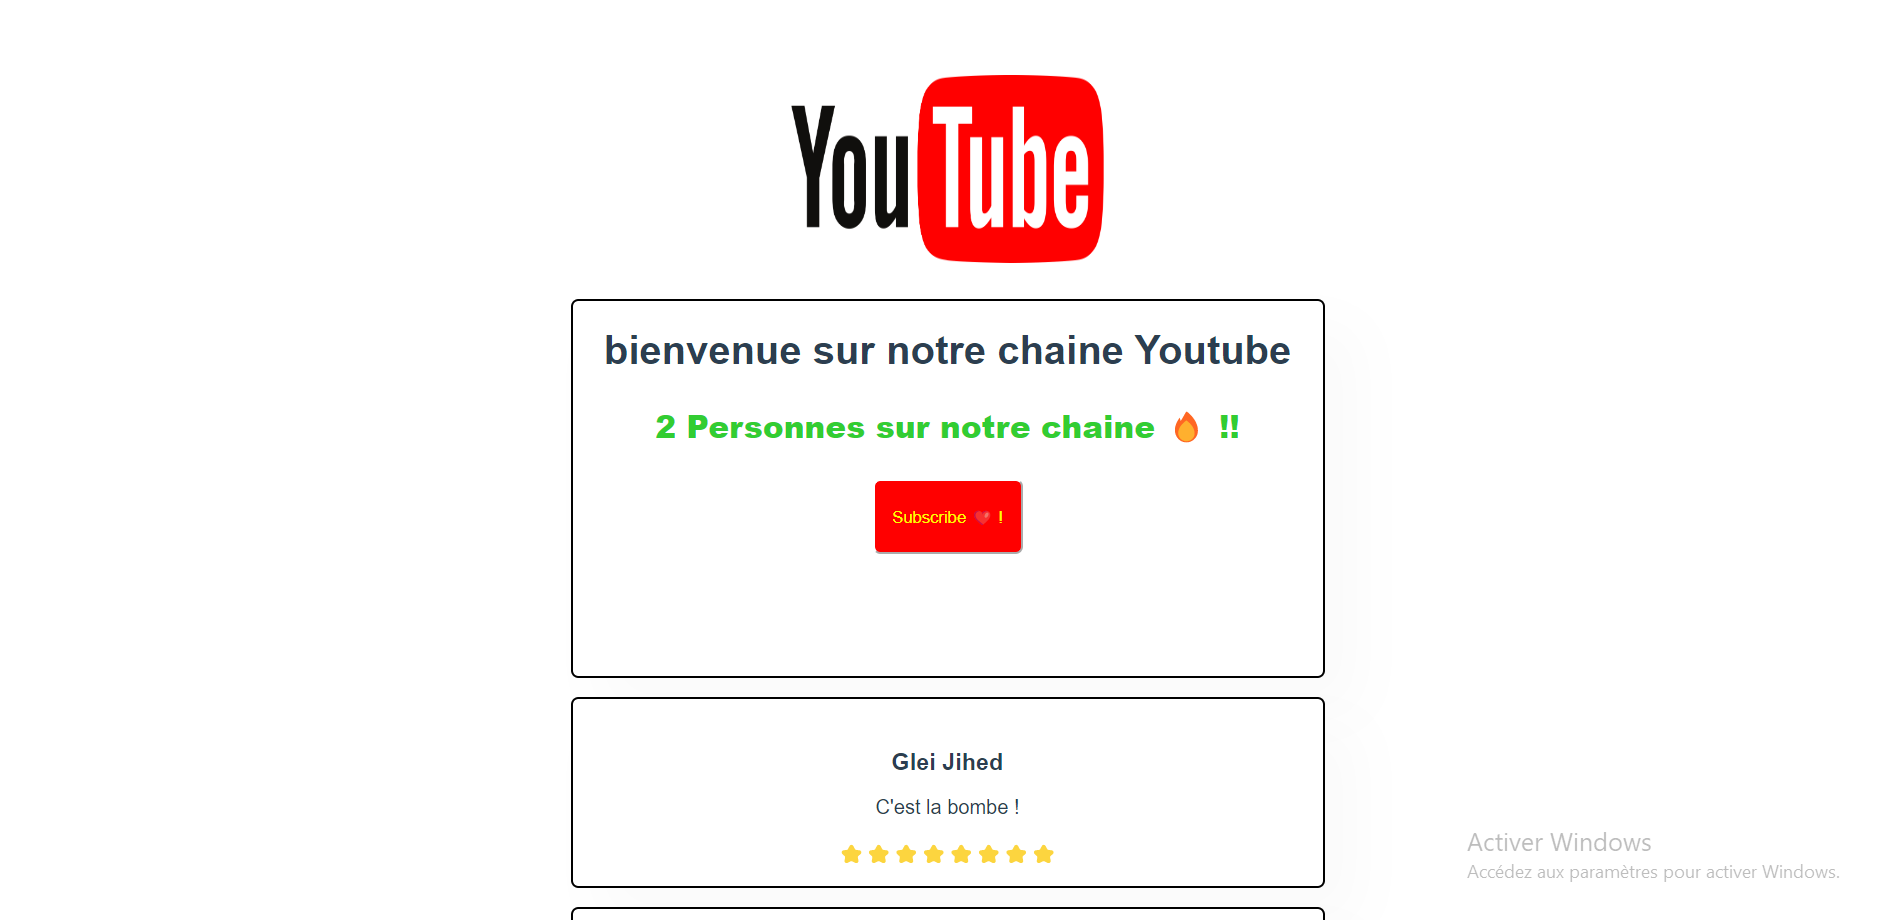 YouTube
bienvenue sur notre chaine Youtube
2 Personnes sur notre chaine 🔥 !!
Subscribe ❤️ !
Glei Jihed
C'est la bombe !
Activer Windows
Accédez aux paramètres pour activer Windows.